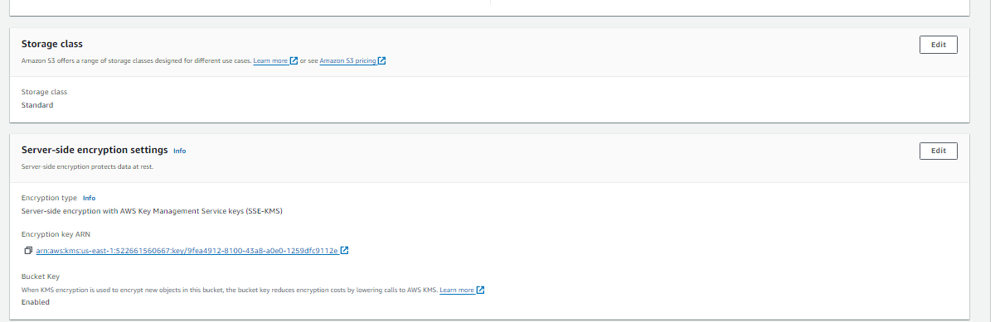 Storage class
Edit
Amazon S3 offers a range of storage classes designed for different use cases. Learn more or see Amazon S3 pricing
Storage class
Standard
Server-side encryption settings Info
Edit
Server-side encryption protects data at rest.
Encryption type Info
Server-side encryption with AWS Key Management Service keys (SSE-KMS)
Encryption key ARN
arn:aws:kms:us-east-1:522661560667:key/9fea4912-8100-43a8-a0e0-1259dfc9112e
Bucket Key
When KMS encryption is used to encrypt new objects in this bucket, the bucket key reduces encryption costs by lowering calls to AWS KMS. Learn more
Enabled